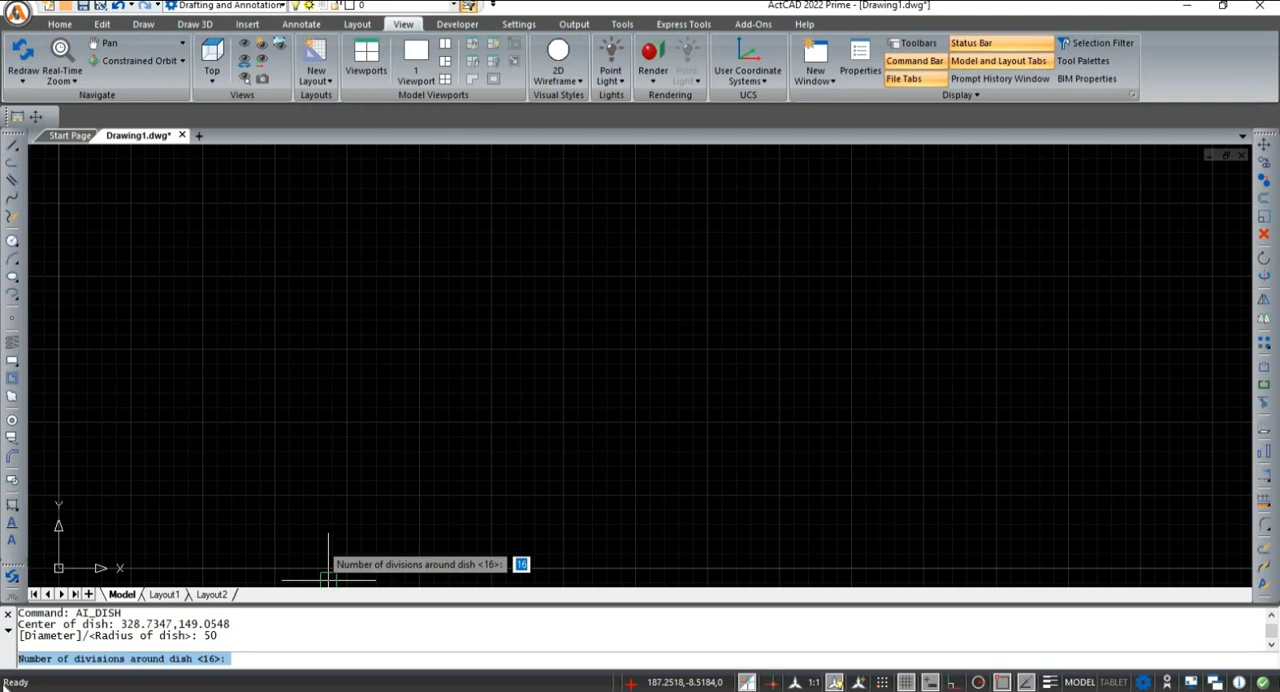 Drafting and Annotation
0
ActCAD 2022 Prime - [Drawing1.dwg*]
Home Edit Draw Draw 3D Insert Annotate Layout View Developer Settings Output Tools Express Tools Add-Ons Help
Redraw
Real-Time Zoom
Pan
Constrained Orbit
Navigate
Top
Views
New Layout
Layouts
Viewports
1 Viewport
Model Viewports
2D Wireframe
Visual Styles
Point Light
Lights
Render
Point Light
Rendering
User Coordinate Systems
UCS
New Window
Properties
Toolbars
Command Bar
File Tabs
Status Bar
Model and Layout Tabs
Prompt History Window
Selection Filter
Tool Palettes
BIM Properties
Display
Start Page Drawing1.dwg*
Y
X
Number of divisions around dish <16>: 16
Model Layout1 Layout2
Command: AI_DISH
Center of dish: 328.7347,149.0548
[Diameter]/<Radius of dish>: 50
Number of divisions around dish <16>:
Ready
187.2518,-8.5184,0
1:1
MODEL TABLET